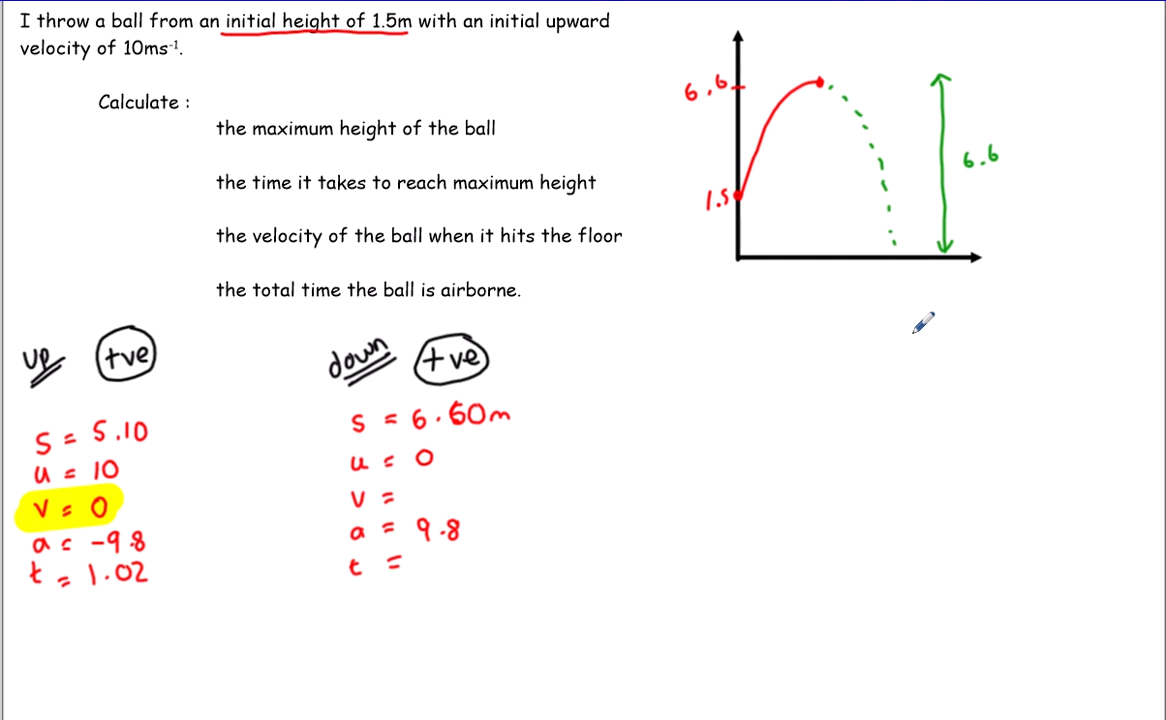 I throw a ball from an initial height of 1.5m with an initial upward
velocity of 10ms⁻¹.
Calculate :
the maximum height of the ball
the time it takes to reach maximum height
the velocity of the ball when it hits the floor
the total time the ball is airborne.
6.6
1.5
6.6
up +ve
s = 5.10
u = 10
v = 0
a = -9.8
t = 1.02
down +ve
s = 6.60m
u = 0
v =
a = 9.8
t =